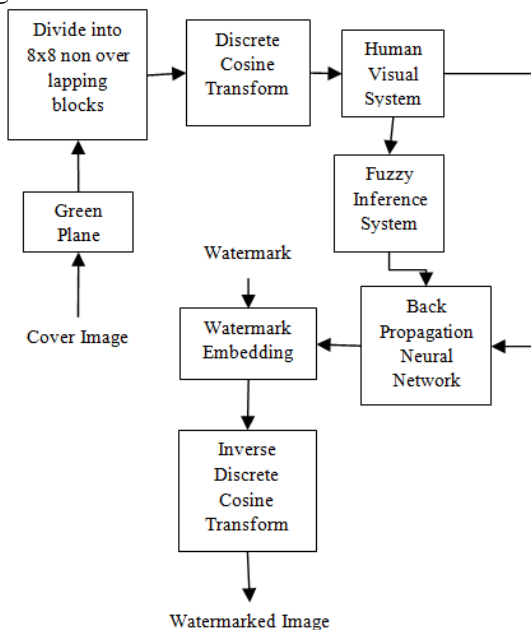 Divide into
8x8 non over
lapping
blocks
Discrete
Cosine
Transform
Human
Visual
System
Fuzzy
Inference
System
Green
Plane
Cover Image
Watermark
Watermark
Embedding
Back
Propagation
Neural
Network
Inverse
Discrete
Cosine
Transform
Watermarked Image